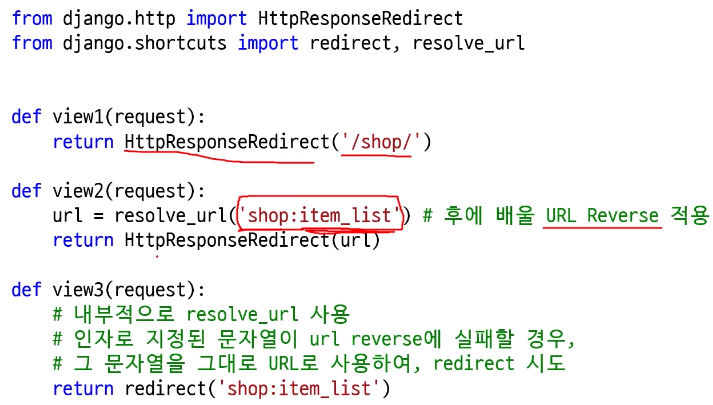 from django.http import HttpResponseRedirect
from django.shortcuts import redirect, resolve_url
def view1(request):
    return HttpResponseRedirect('/shop/')
def view2(request):
    url = resolve_url('shop:item_list') # 후에 배울 URL Reverse 적용
    return HttpResponseRedirect(url)
def view3(request):
    # 내부적으로 resolve_url 사용
    # 인자로 지정된 문자열이 url reverse에 실패할 경우,
    # 그 문자열을 그대로 URL로 사용하여, redirect 시도
    return redirect('shop:item_list')